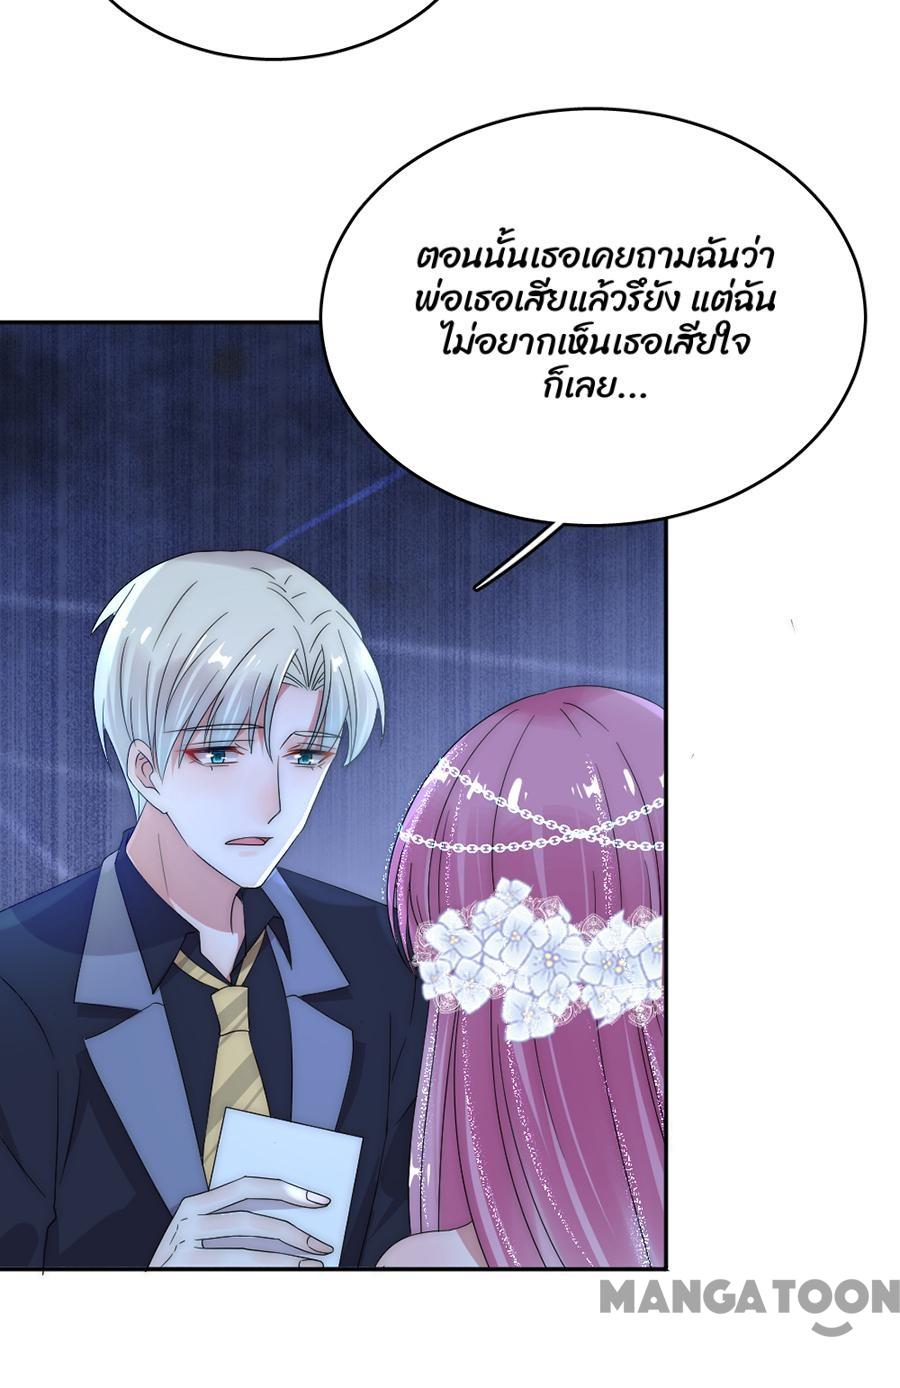 ตอนนั้นเธอเคยถามฉันว่า
พ่อเธอเสียแล้วรึยัง แต่ฉัน
ไม่อยากเห็นเธอเสียใจ
ก็เลย...
MANGATOON